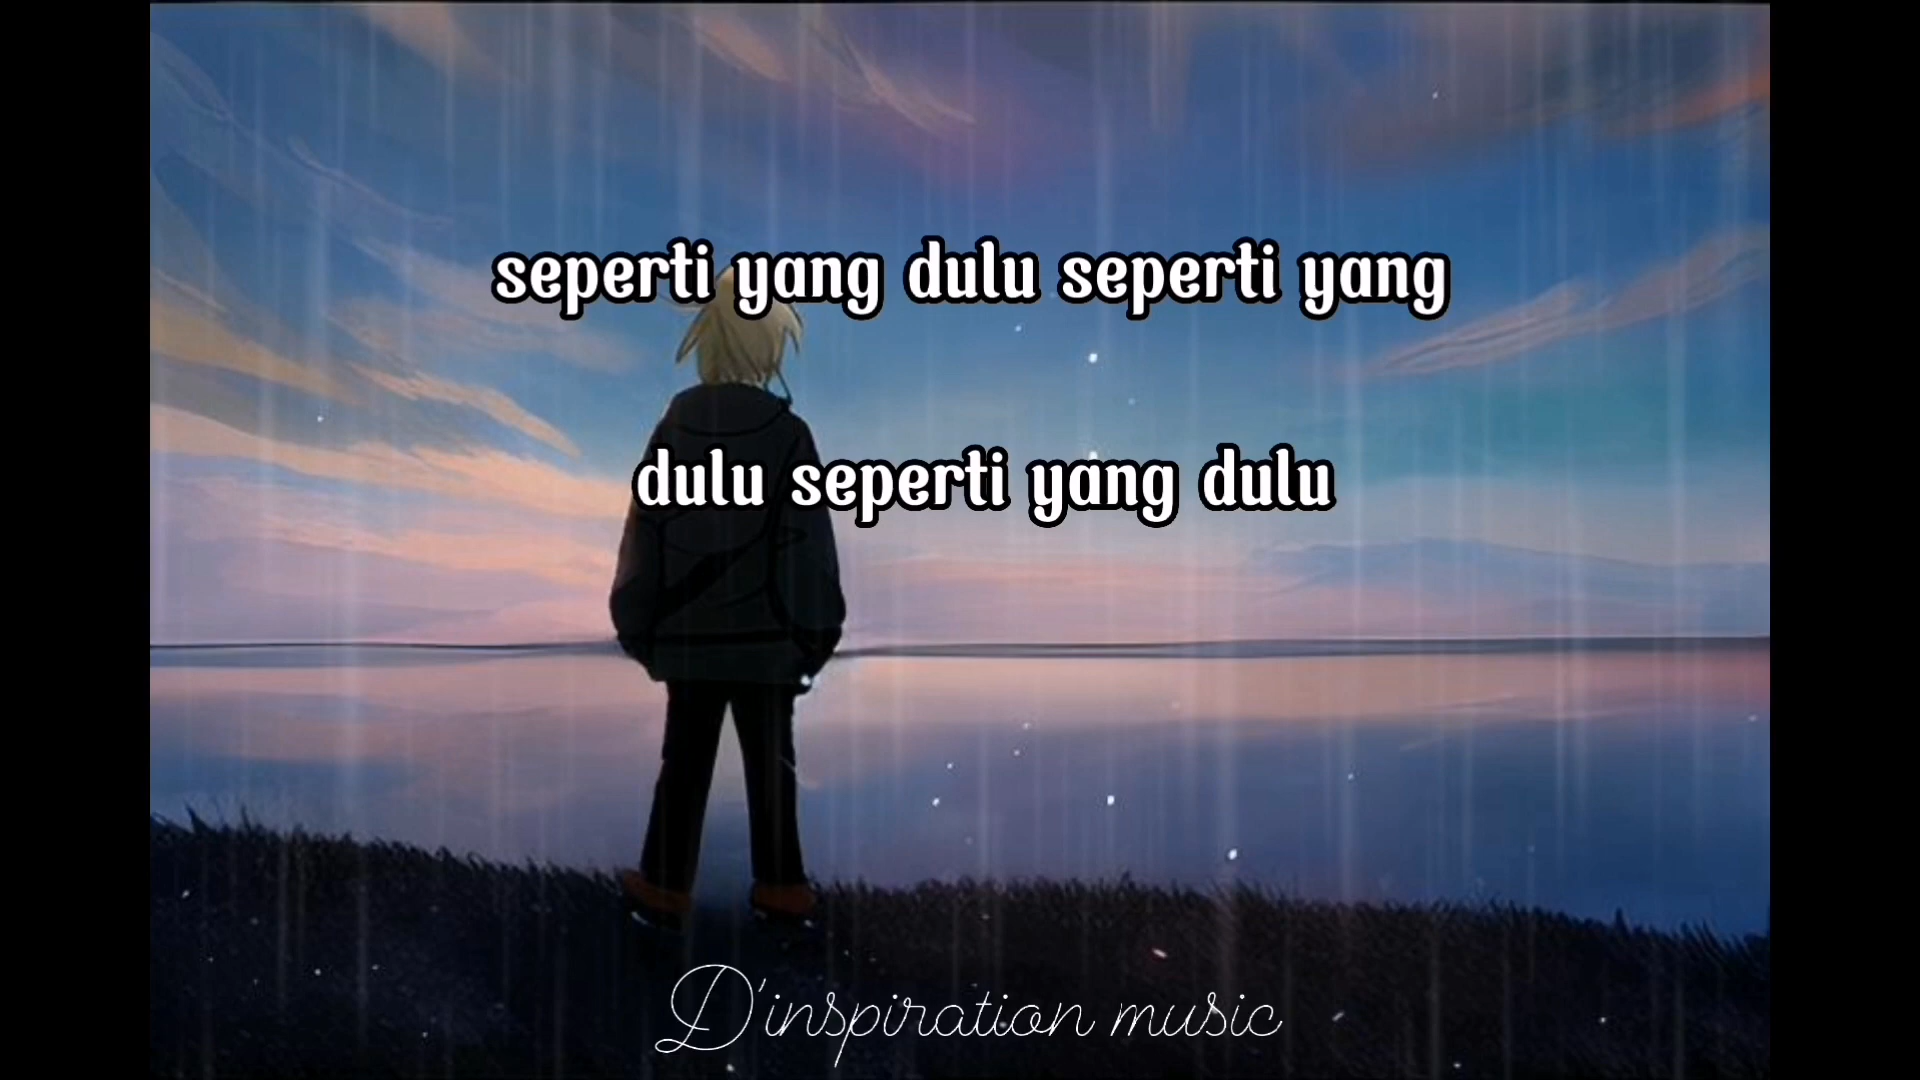 seperti yang dulu seperti yang
dulu seperti yang dulu
D'inspiration music